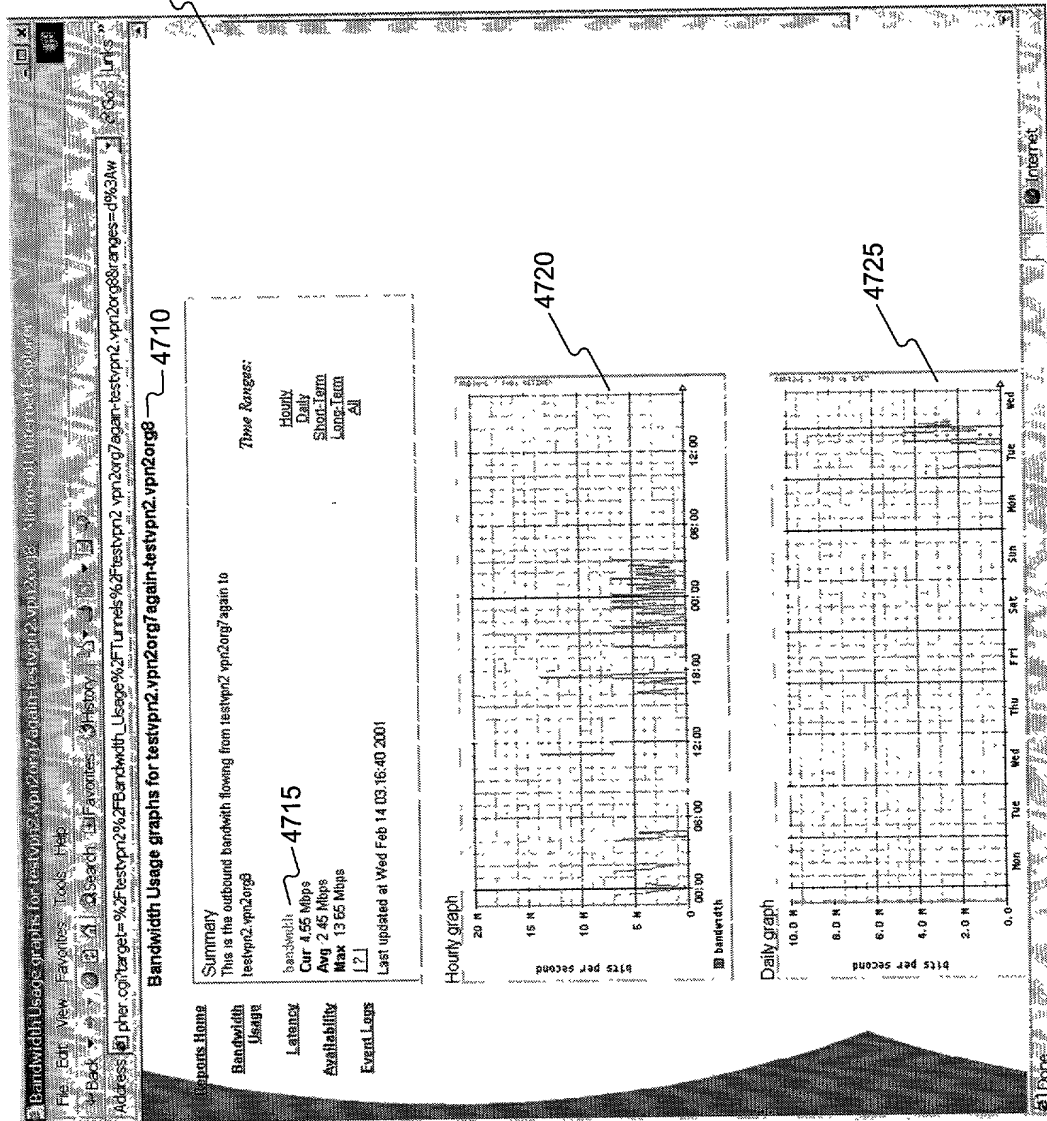 Bandwidth Usage graphs for testvpn2.vpn2org7again-testvpn2.vpn2org8 - Microsoft Internet Explorer
File Edit View Favorites Tools Help
Back Search Favorites History
Address pher.cgi?target=%2Ftestvpn2%2FBandwidth_Usage%2FTunnels%2Ftestvpn2.vpn2org7again-testvpn2.vpn2org8&ranges=d%3Aw Go Links »
Bandwidth Usage graphs for testvpn2.vpn2org7again-testvpn2.vpn2org8
4710
Reports Home
Bandwidth Usage
Latency
Availability
Event Logs
Summary
This is the outbound bandwith flowing from testvpn2.vpn2org7again to
testvpn2.vpn2org8
bandwidth
4715
Cur 4.55 Mbps
Avg 2.45 Mbps
Max 13.65 Mbps
[ ? ]
Last updated at Wed Feb 14 03:16:40 2001
Time Ranges:
Hourly
Daily
Short-Term
Long-Term
All
Hourly graph
4720
bits per second
20 M
15 M
10 M
5 M
0
00:00 06:00 12:00 18:00 00:00 06:00 12:00
bandwidth
Daily graph
4725
bits per second
10.0 M
8.0 M
6.0 M
4.0 M
2.0 M
0.0
Mon Tue Wed Thu Fri Sat Sun Mon Tue Wed
Done
Internet